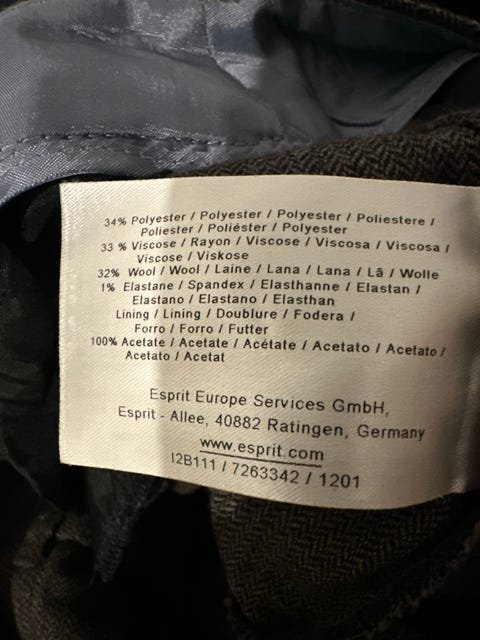 34% Polyester / Polyester / Polyester / Poliestere /
Poliester / Poliéster / Polyester
33 % Viscose / Rayon / Viscose / Viscosa / Viscosa /
Viscose / Viskose
32% Wool / Wool / Laine / Lana / Lana / Lã / Wolle
1% Elastane / Spandex / Elasthanne / Elastan /
Elastano / Elastano / Elasthan
Lining / Lining / Doublure / Fodera /
Forro / Forro / Futter
100% Acetate / Acetate / Acétate / Acetato / Acetato /
Acetato / Acetat
Esprit Europe Services GmbH,
Esprit - Allee, 40882 Ratingen, Germany
www.esprit.com
I2B111 / 7263342 / 1201